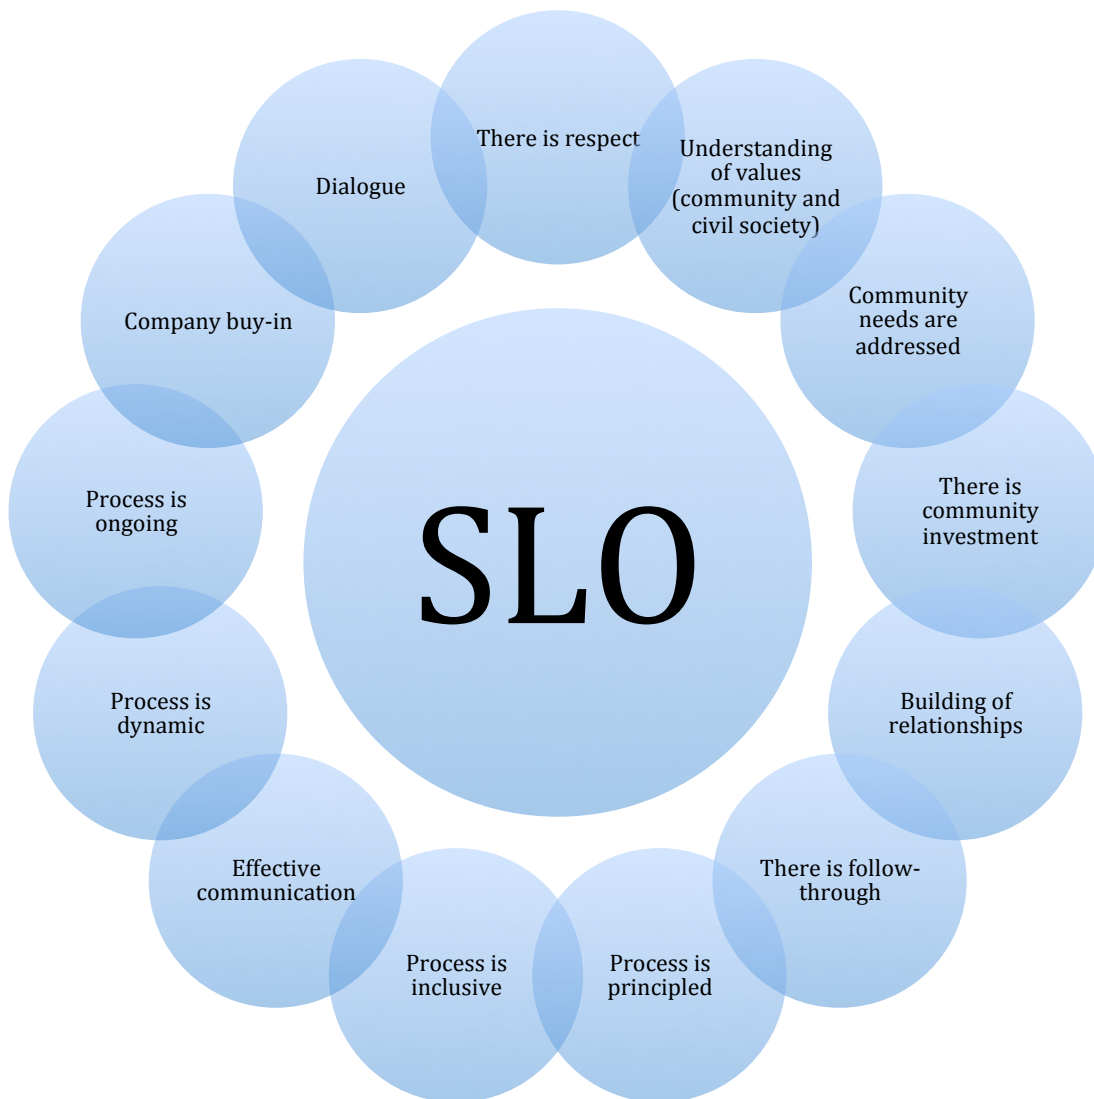 There is respect
Understanding
of values
(community and
civil society)
Community
needs are
addressed
There is
community
investment
Building of
relationships
There is follow-
through
Process is
principled
Process is
inclusive
Effective
communication
Process is
dynamic
Process is
ongoing
Company buy-in
Dialogue
SLO